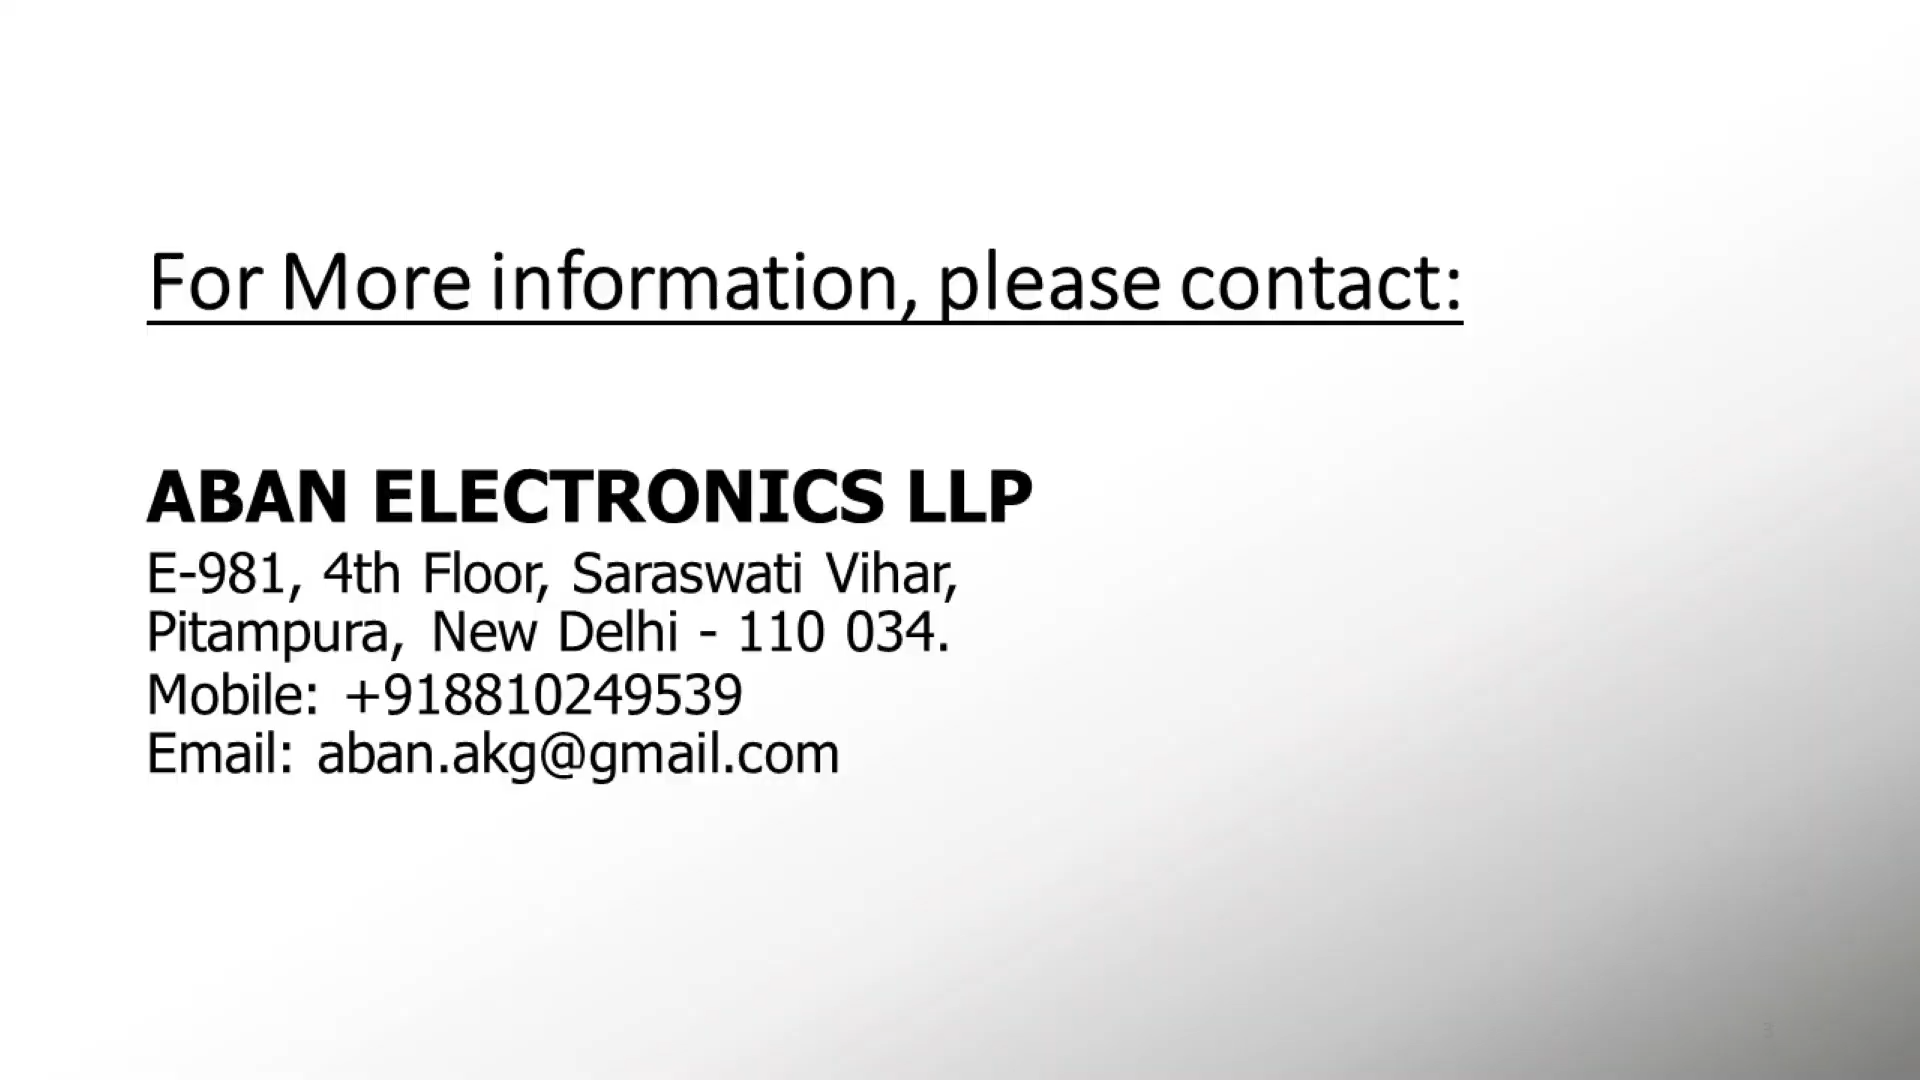 For More information, please contact:
ABAN ELECTRONICS LLP
E-981, 4th Floor, Saraswati Vihar,
Pitampura, New Delhi - 110 034.
Mobile: +918810249539
Email: aban.akg@gmail.com
3